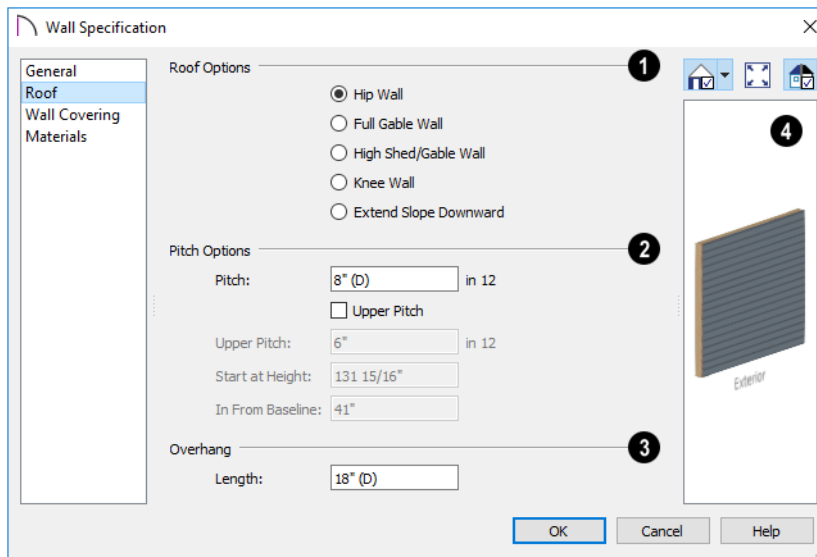 Wall Specification
General
Roof
Wall Covering
Materials
Roof Options
1
Hip Wall
Full Gable Wall
High Shed/Gable Wall
Knee Wall
Extend Slope Downward
Pitch Options
2
Pitch: 8" (D) in 12
Upper Pitch
Upper Pitch: 6" in 12
Start at Height: 131 15/16"
In From Baseline: 41"
Overhang
3
Length: 18" (D)
4
Exterior
OK Cancel Help